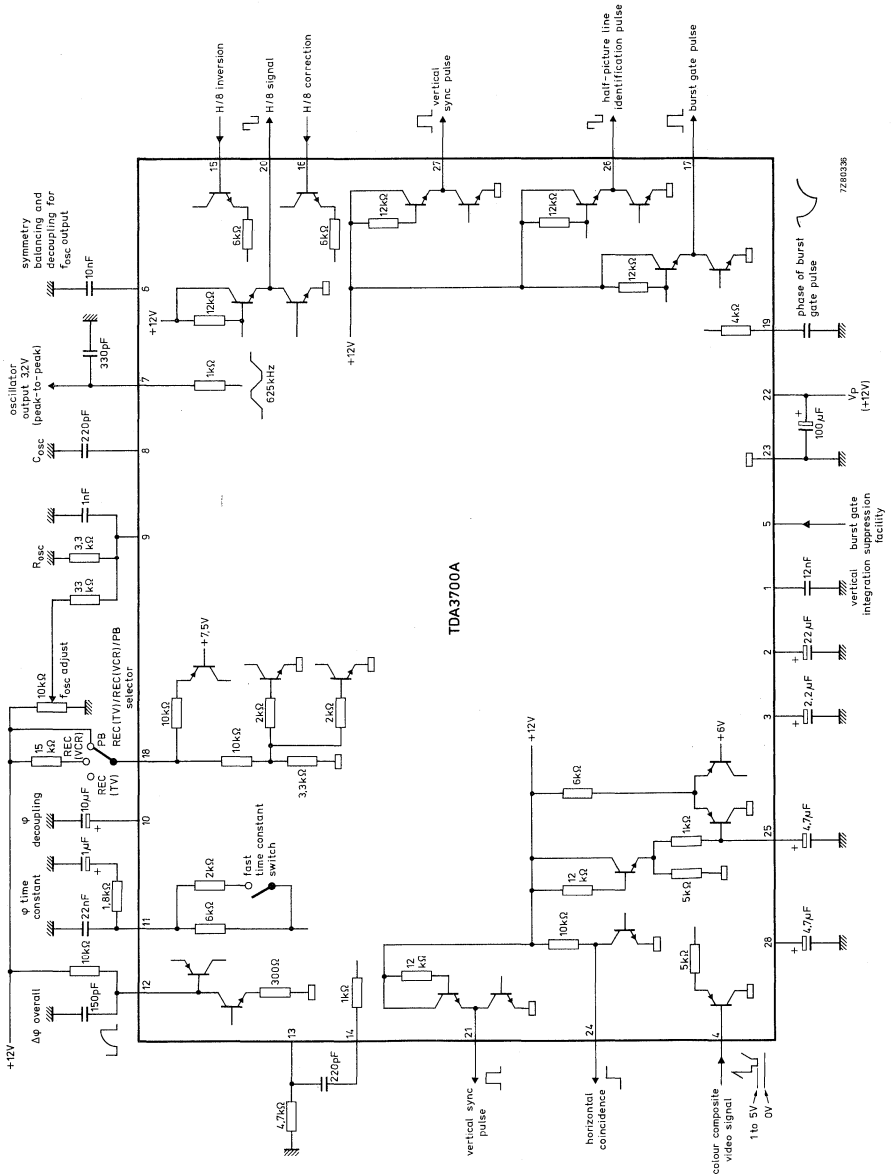 +12V
Δφ overall
150pF
10kΩ
12
φ time
constant
22nF
1,8kΩ
1μF
11
φ
decoupling
10μF
10
15
kΩ
REC
(VCR)
REC
(TV)
PB
REC (TV)/REC(VCR)/PB
selector
18
10kΩ
fosc adjust
33
kΩ
Rosc
3,3
kΩ
1nF
9
Cosc
220pF
8
oscillator
output 3,2V
(peak-to-peak)
330pF
7
symmetry
balancing and
decoupling for
fosc output
10nF
6
300Ω
6kΩ
2kΩ
fast
time constant
switch
10kΩ
+7,5V
10kΩ
3,3kΩ
2kΩ
2kΩ
1kΩ
625kHz
+12V
12kΩ
6kΩ
6kΩ
15
H/8 inversion
20
H/8 signal
16
H/8 correction
13
4,7kΩ
220pF
14
1kΩ
TDA3700A
+12V
12kΩ
27
vertical
sync pulse
12kΩ
26
half-picture line
identification pulse
12kΩ
17
burst gate pulse
12
kΩ
21
vertical sync
pulse
+12V
10kΩ
24
horizontal
coincidence
12
kΩ
6kΩ
5kΩ
1kΩ
+6V
5kΩ
4
colour composite
video signal
1 to 5V
0V
28
4,7μF
25
4,7μF
3
2,2μF
2
22μF
1
12nF
vertical
integration
5
burst gate
suppression
facility
23
100μF
22
VP
(+12V)
4kΩ
19
phase of burst
gate pulse
7Z80336